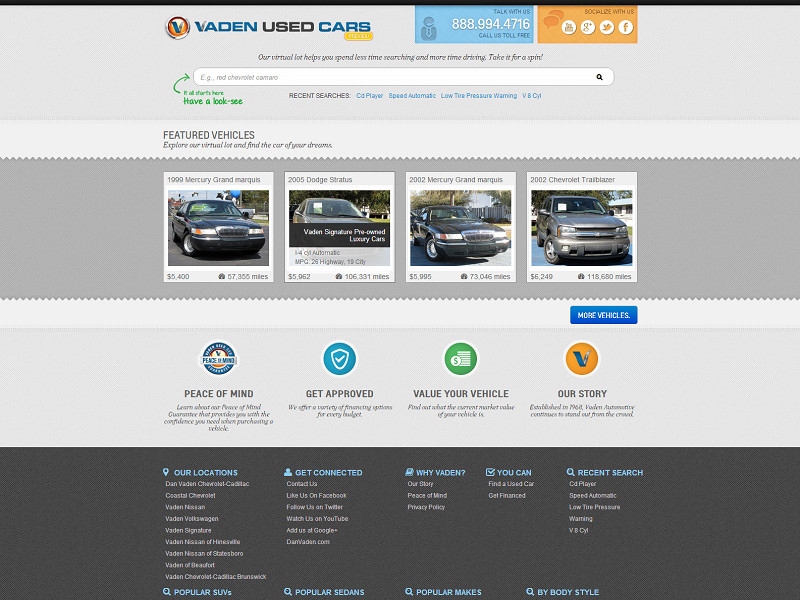 VADEN USED CARS
TALK WITH US
888.994.4716
CALL US TOLL FREE
SOCIALIZE WITH US
Our virtual lot helps you spend less time searching and more time driving. Take it for a spin!
E.g., red chevrolet camaro
It all starts here
Have a look-see
RECENT SEARCHES: Cd Player Speed Automatic Low Tire Pressure Warning V 8 Cyl
FEATURED VEHICLES
Explore our virtual lot and find the car of your dreams.
1999 Mercury Grand marquis
$5,400 57,355 miles
2005 Dodge Stratus
Vaden Signature Pre-owned
Luxury Cars
I-4 cyl Automatic
MPG: 26 Highway, 19 City
$5,962 106,331 miles
2002 Mercury Grand marquis
$5,995 73,046 miles
2002 Chevrolet Trailblazer
$6,249 118,680 miles
MORE VEHICLES.
PEACE OF MIND
PEACE OF MIND
Learn about our Peace of Mind
Guarantee that provides you with the
confidence you need when purchasing a
vehicle.
GET APPROVED
We offer a variety of financing options
for every budget.
VALUE YOUR VEHICLE
Find out what the current market value
of your vehicle is.
OUR STORY
Established in 1968, Vaden Automotive
continues to stand out from the crowd.
OUR LOCATIONS
Dan Vaden Chevrolet-Cadillac
Coastal Chevrolet
Vaden Nissan
Vaden Volkswagen
Vaden Signature
Vaden Nissan of Hinesville
Vaden Nissan of Statesboro
Vaden of Beaufort
Vaden Chevrolet-Cadillac Brunswick
GET CONNECTED
Contact Us
Like Us On Facebook
Follow Us on Twitter
Watch Us on YouTube
Add us at Google+
DanVaden.com
WHY VADEN?
Our Story
Peace of Mind
Privacy Policy
YOU CAN
Find a Used Car
Get Financed
RECENT SEARCH
Cd Player
Speed Automatic
Low Tire Pressure
Warning
V 8 Cyl
POPULAR SUVs
POPULAR SEDANS
POPULAR MAKES
BY BODY STYLE